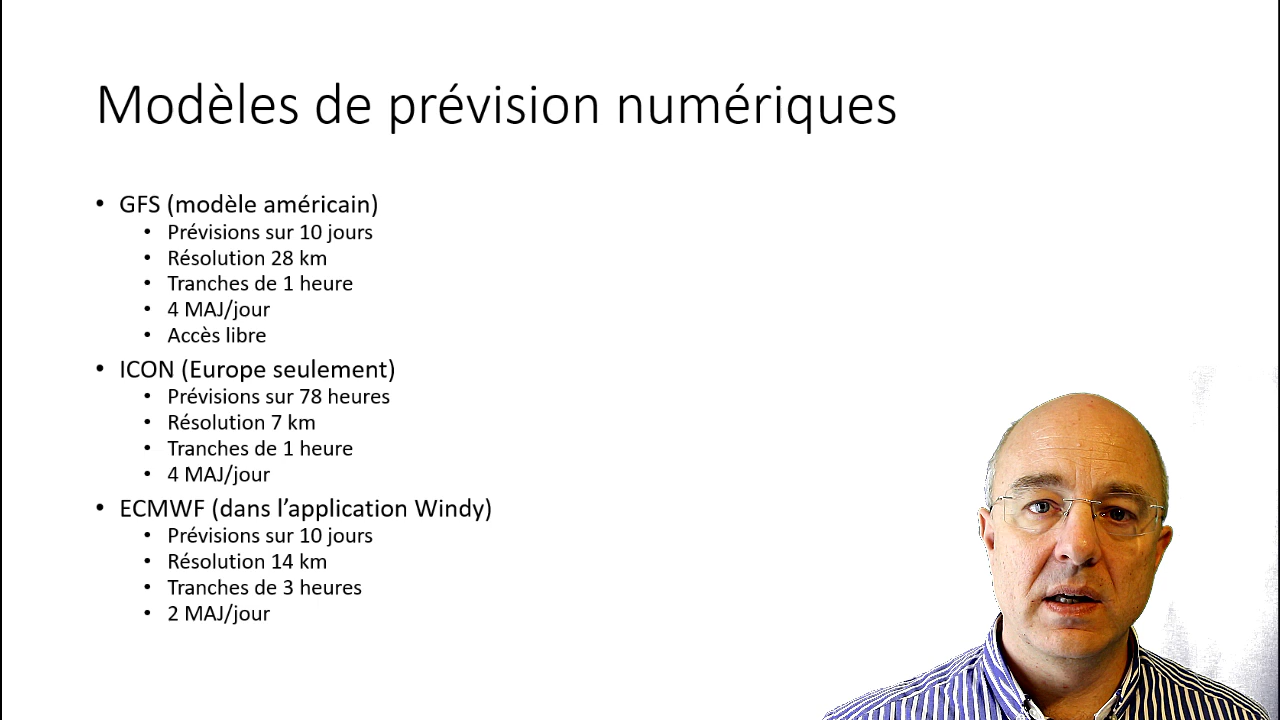 Modèles de prévision numériques
• GFS (modèle américain)
• Prévisions sur 10 jours
• Résolution 28 km
• Tranches de 1 heure
• 4 MAJ/jour
• Accès libre
• ICON (Europe seulement)
• Prévisions sur 78 heures
• Résolution 7 km
• Tranches de 1 heure
• 4 MAJ/jour
• ECMWF (dans l’application Windy)
• Prévisions sur 10 jours
• Résolution 14 km
• Tranches de 3 heures
• 2 MAJ/jour